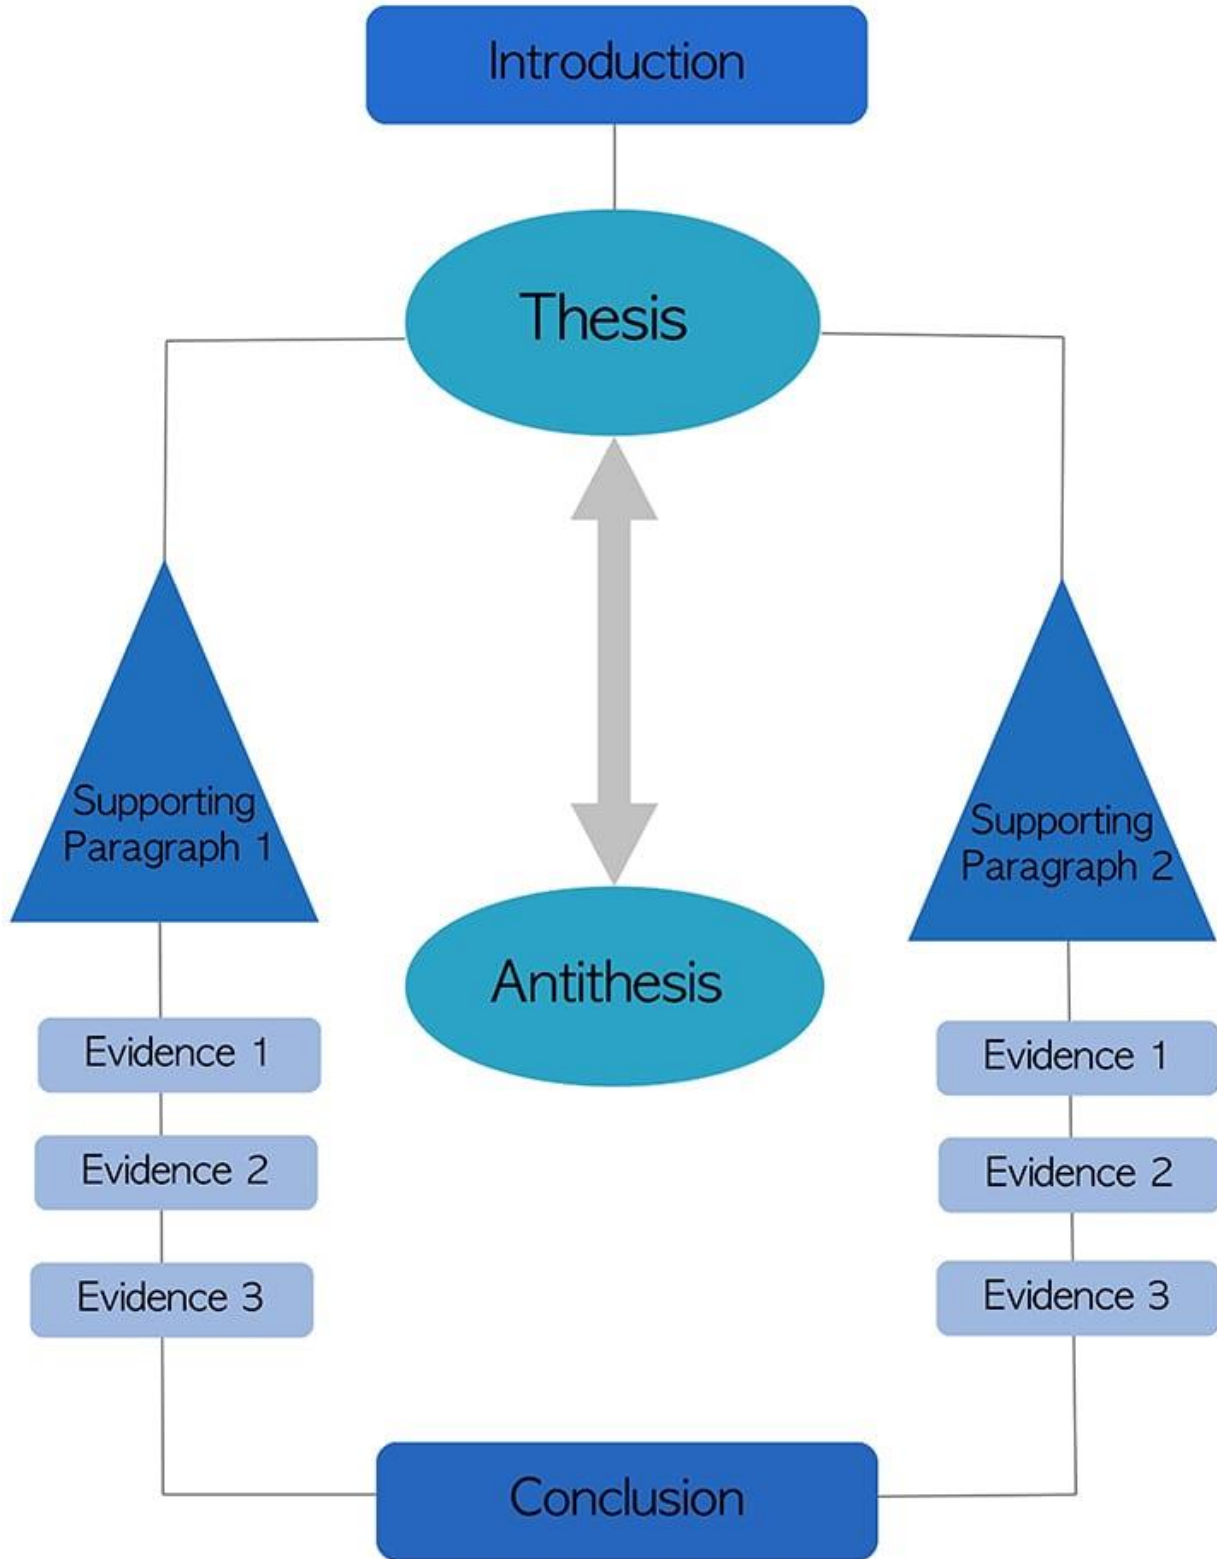 Introduction
Thesis
Supporting
Paragraph 1
Evidence 1
Evidence 2
Evidence 3
Antithesis
Supporting
Paragraph 2
Evidence 1
Evidence 2
Evidence 3
Conclusion